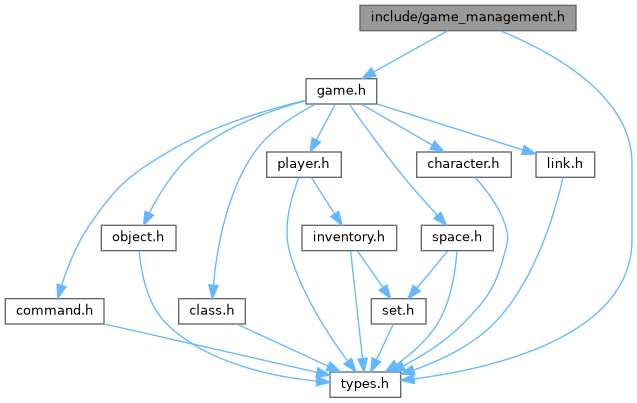 include/game_management.h
game.h
player.h
character.h
link.h
object.h
inventory.h
space.h
command.h
class.h
set.h
types.h